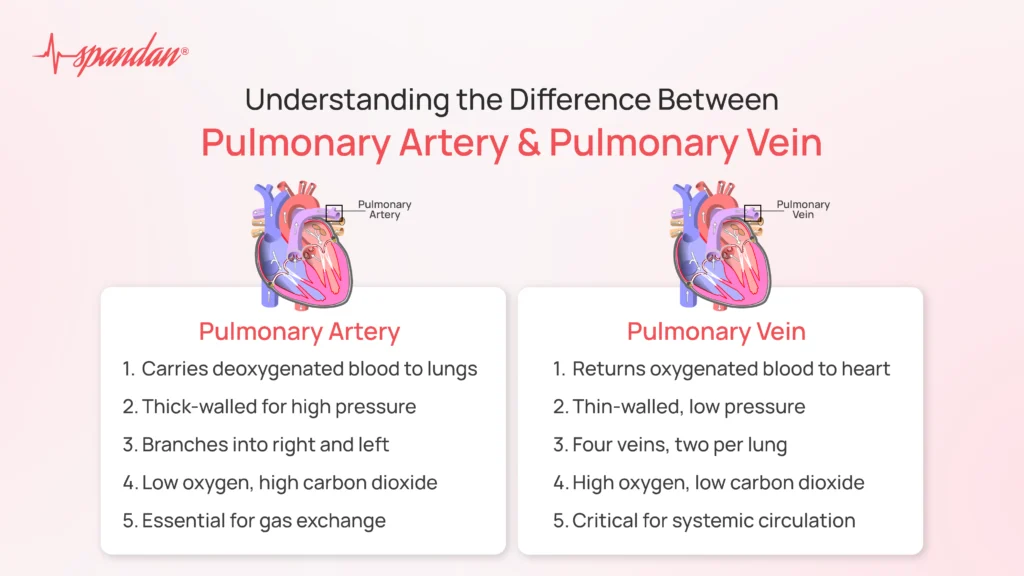 spandan®
Understanding the Difference Between
Pulmonary Artery & Pulmonary Vein
Pulmonary
Artery
Pulmonary
Vein
Pulmonary Artery
1. Carries deoxygenated blood to lungs
2. Thick-walled for high pressure
3. Branches into right and left
4. Low oxygen, high carbon dioxide
5. Essential for gas exchange
Pulmonary Vein
1. Returns oxygenated blood to heart
2. Thin-walled, low pressure
3. Four veins, two per lung
4. High oxygen, low carbon dioxide
5. Critical for systemic circulation